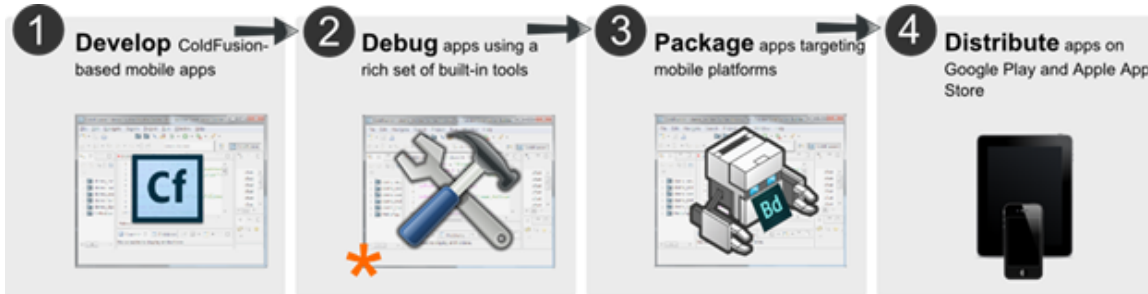 1
Develop ColdFusion-
based mobile apps
Cf
2
Debug apps using a
rich set of built-in tools
*
3
Package apps targeting
mobile platforms
Bd
4
Distribute apps on
Google Play and Apple App
Store